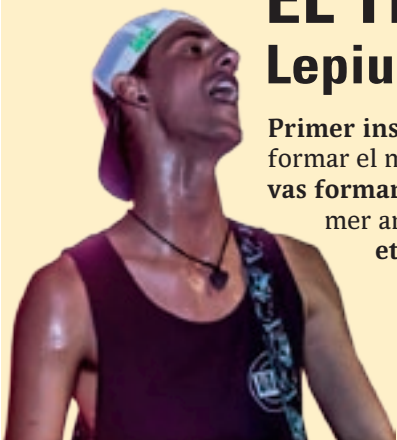 EL T
Lepiu
Primer ins
formar el n
vas formar
mer ar
et